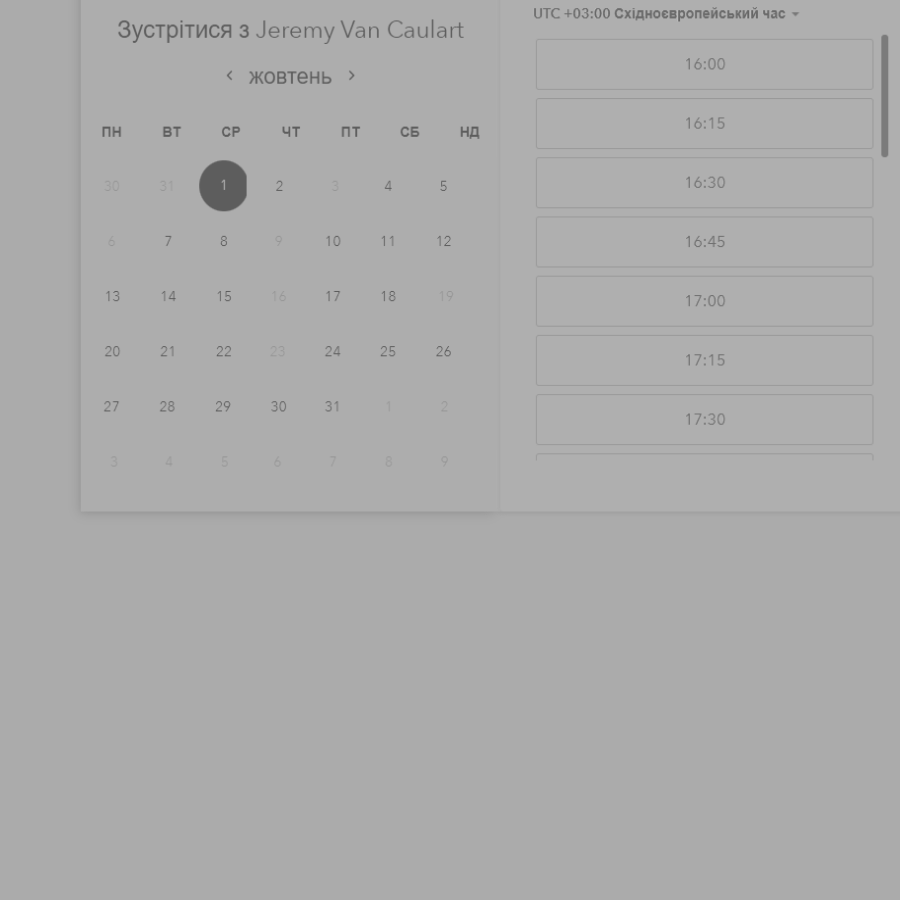 Зустрітися з Jeremy Van Caulart
жовтень
ПН ВТ СР ЧТ ПТ СБ НД
30 31 1 2 3 4 5
6 7 8 9 10 11 12
13 14 15 16 17 18 19
20 21 22 23 24 25 26
27 28 29 30 31 1 2
3 4 5 6 7 8 9
UTC +03:00 Східноєвропейський час
16:00
16:15
16:30
16:45
17:00
17:15
17:30